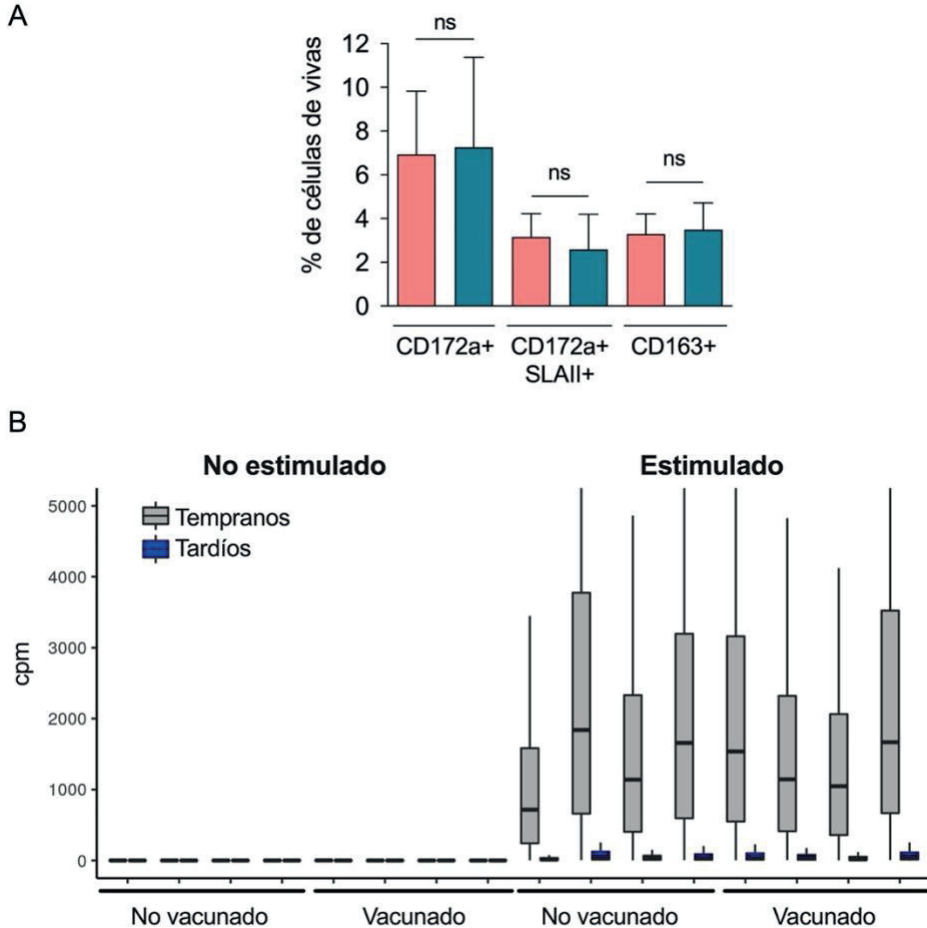 A
% de células de vivas
12
10
8
6
4
2
0
ns
ns
ns
CD172a+
CD172a+
SLAII+
CD163+
B
No estimulado
Estimulado
cpm
5000
4000
3000
2000
1000
0
Tempranos
Tardíos
No vacunado
Vacunado
No vacunado
Vacunado